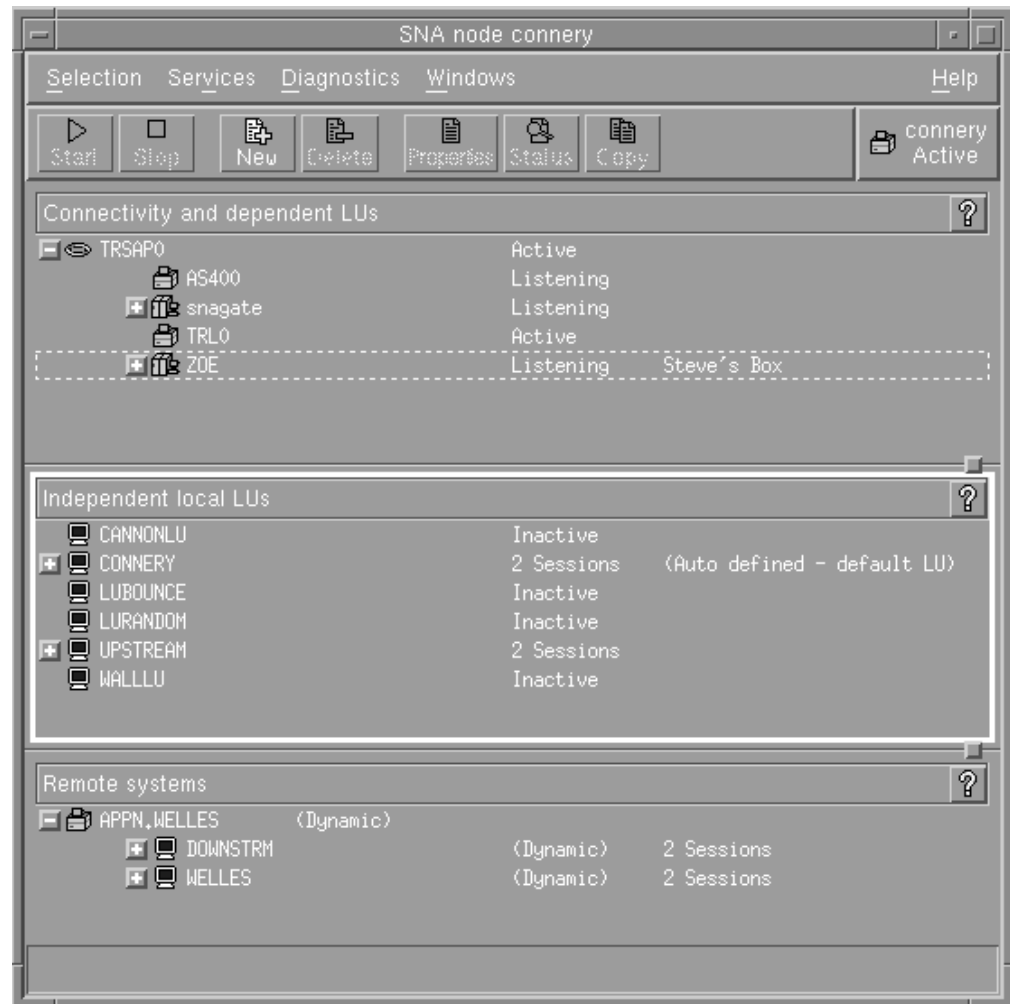 SNA node connery
Selection Services Diagnostics Windows Help
Start Stop New Delete Properties Status Copy connery Active
Connectivity and dependent LUs ?
TRSAP0 Active
AS400 Listening
snagate Listening
TRL0 Active
ZOE Listening Steve's Box
Independent local LUs ?
CANNONLU Inactive
CONNERY 2 Sessions (Auto defined - default LU)
LUBOUNCE Inactive
LURANDOM Inactive
UPSTREAM 2 Sessions
WALLLU Inactive
Remote systems ?
APPN.WELLES (Dynamic)
DOWNSTRM (Dynamic) 2 Sessions
WELLES (Dynamic) 2 Sessions